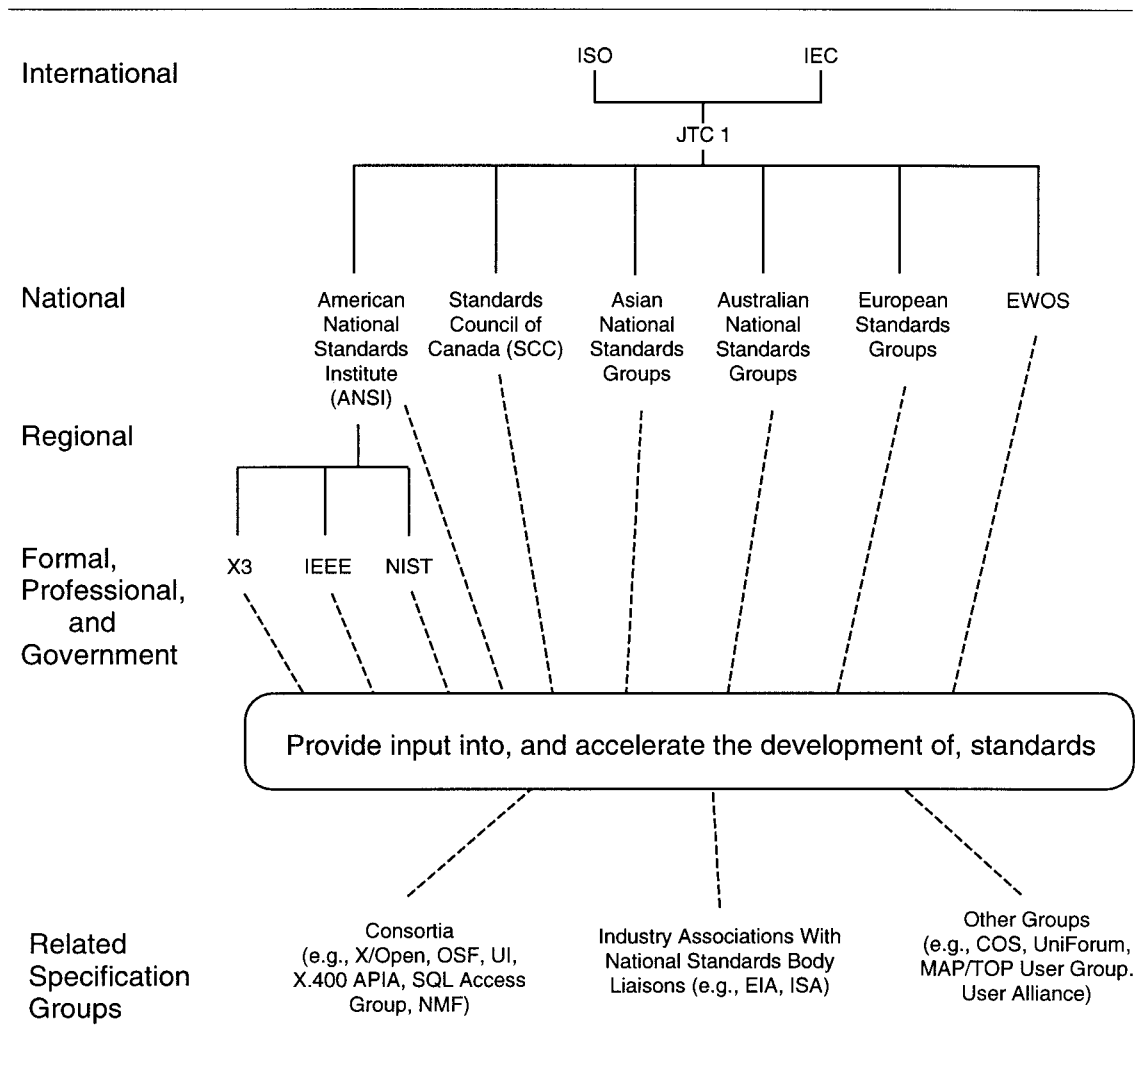 International
ISO
IEC
JTC 1
National
American
National
Standards
Institute
(ANSI)
Standards
Council of
Canada (SCC)
Asian
National
Standards
Groups
Australian
National
Standards
Groups
European
Standards
Groups
EWOS
Regional
Formal,
Professional,
and
Government
X3
IEEE
NIST
Provide input into, and accelerate the development of, standards
Related
Specification
Groups
Consortia
(e.g., X/Open, OSF, UI,
X.400 APIA, SQL Access
Group, NMF)
Industry Associations With
National Standards Body
Liaisons (e.g., EIA, ISA)
Other Groups
(e.g., COS, UniForum,
MAP/TOP User Group.
User Alliance)